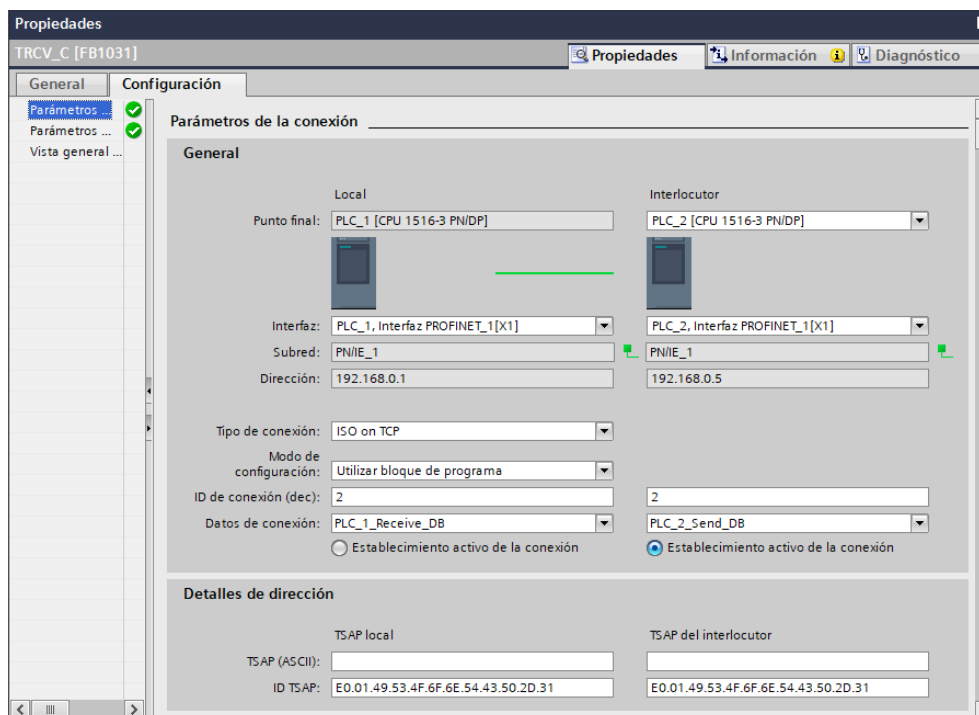 Propiedades
TRCV_C [FB1031]
Propiedades Información Diagnóstico
General Configuración
Parámetros ...
Parámetros ...
Vista general ...
Parámetros de la conexión
General
Local Interlocutor
Punto final: PLC_1 [CPU 1516-3 PN/DP] PLC_2 [CPU 1516-3 PN/DP]
Interfaz: PLC_1, Interfaz PROFINET_1[X1] PLC_2, Interfaz PROFINET_1[X1]
Subred: PN/IE_1 PN/IE_1
Dirección: 192.168.0.1 192.168.0.5
Tipo de conexión: ISO on TCP
Modo de
configuración: Utilizar bloque de programa
ID de conexión (dec): 2 2
Datos de conexión: PLC_1_Receive_DB PLC_2_Send_DB
Establecimiento activo de la conexión Establecimiento activo de la conexión
Detalles de dirección
TSAP local TSAP del interlocutor
TSAP (ASCII):
ID TSAP: E0.01.49.53.4F.6F.6E.54.43.50.2D.31 E0.01.49.53.4F.6F.6E.54.43.50.2D.31